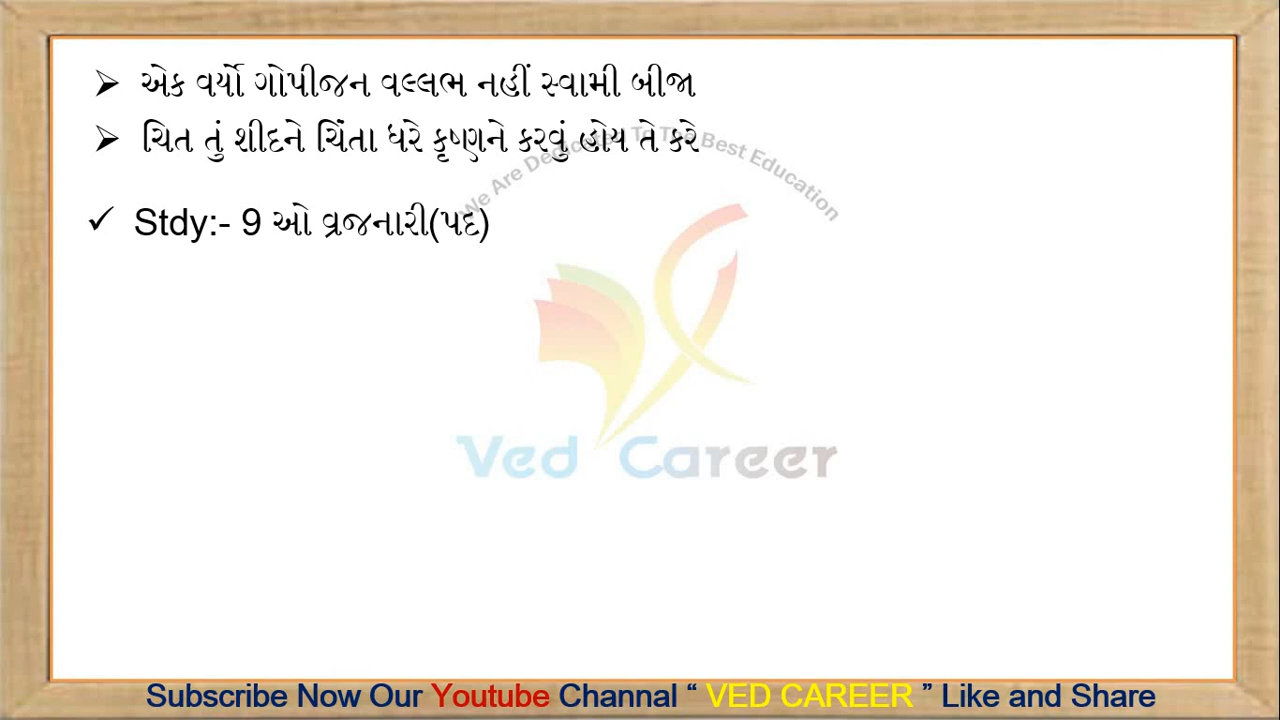 ➢ એક વર્યો ગોપીજન વલ્લભ નહીં સ્વામી બીજા
➢ ચિત તું શીદને ચિંતા ધરે કૃષ્ણને કરવું હોય તે કરે
We Are Dedicated To The Best Education
✓ Stdy:- 9 ઓ વ્રજનારી(પદ)
Ved Career
Subscribe Now Our Youtube Channal “ VED CAREER ” Like and Share